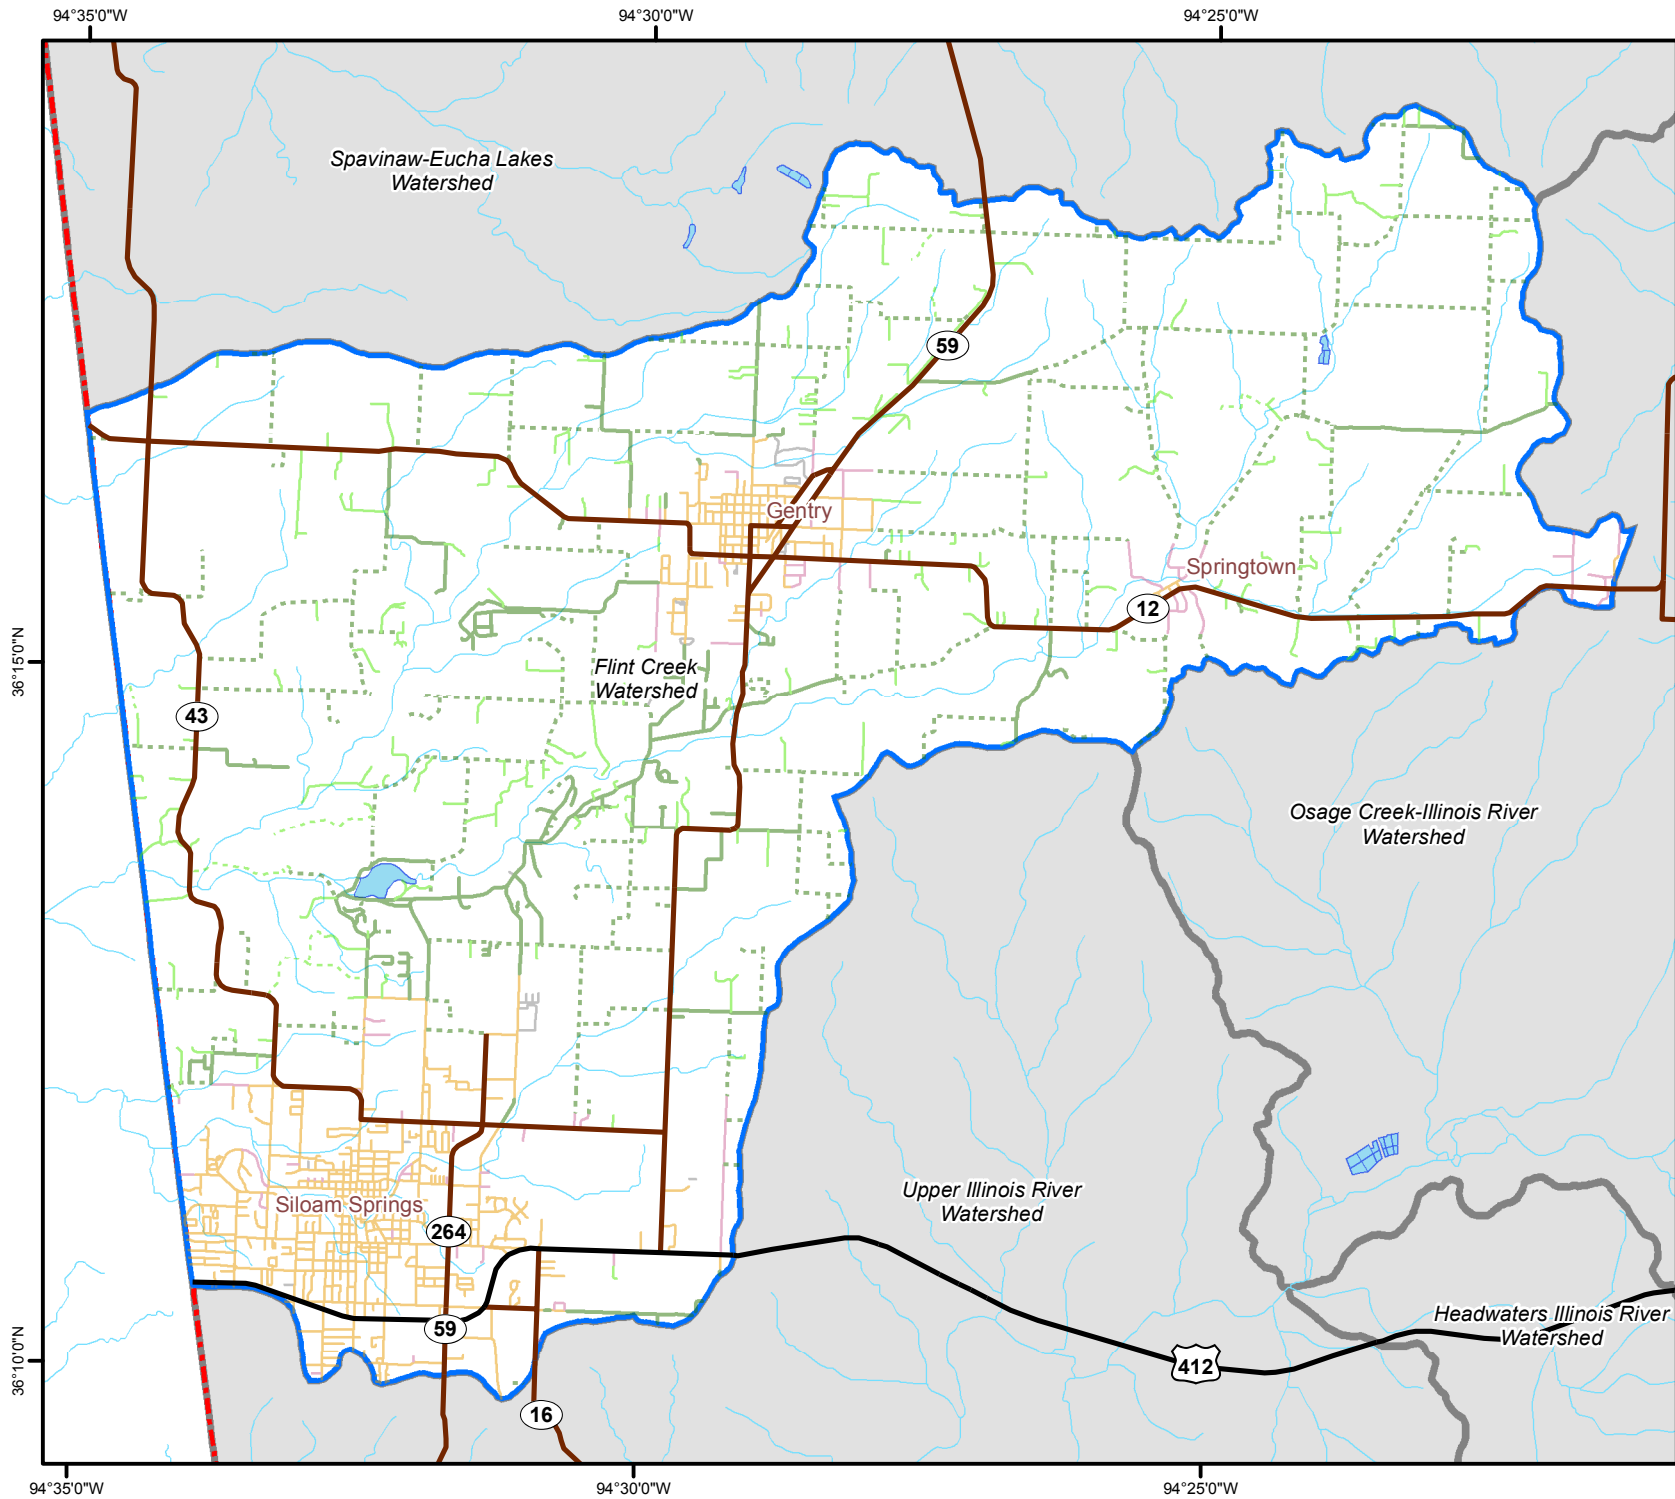 94°35'0"W
94°30'0"W
94°25'0"W
Spavinaw-Eucha Lakes
Watershed
59
Gentry
Springtown
12
36°15'0"N
Flint Creek
Watershed
43
Osage Creek-Illinois River
Watershed
Upper Illinois River
Watershed
Siloam Springs
264
59
Headwaters Illinois River
Watershed
36°10'0"N
412
16
94°35'0"W
94°30'0"W
94°25'0"W